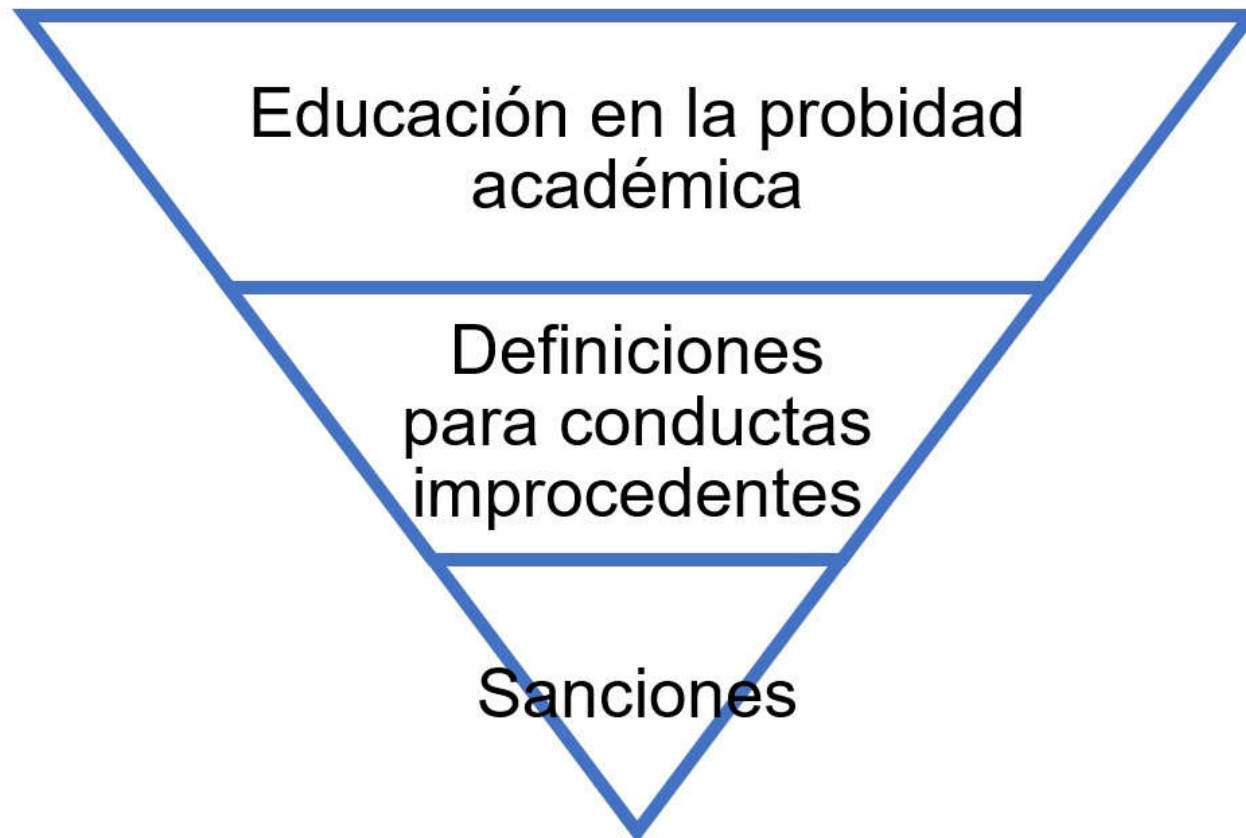 Educación en la probidad
académica
Definiciones
para conductas
improcedentes
Sanciones